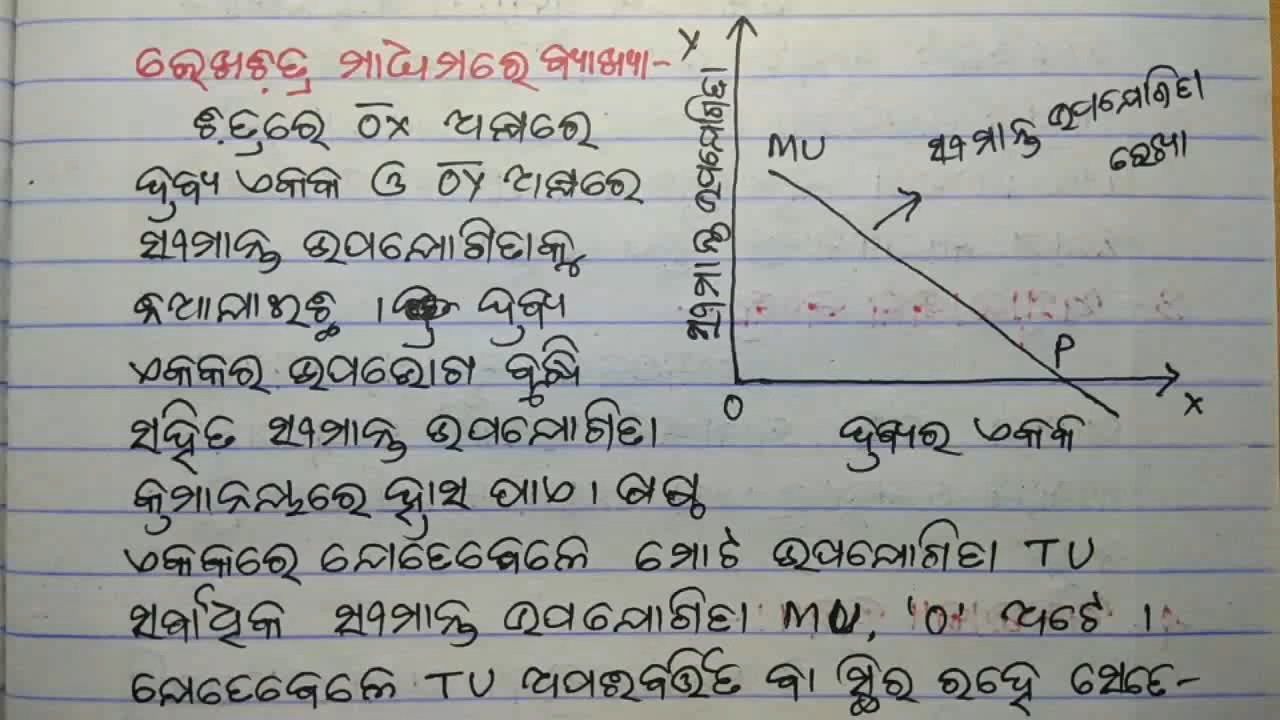 ଲେଖଚିତ୍ର ମାଧ୍ୟମରେ ବ୍ୟାଖ୍ୟା-
ଚିତ୍ରରେ OX ଅକ୍ଷରେ
ଦ୍ରବ୍ୟ ଏକକ ଓ OY ଅକ୍ଷରେ
ସୀମାନ୍ତ ଉପଯୋଗିତାକୁ
ନିଆଯାଇଛି । ଦ୍ରବ୍ୟ
ଏକକର ଉପଭୋଗ ବୃଦ୍ଧି
ସହିତ ସୀମାନ୍ତ ଉପଯୋଗିତା
କ୍ରମାନ୍ୱୟରେ ହ୍ରାସ ପାଏ । ଷଷ୍ଠ
ଏକକରେ ଯେତେବେଳେ ମୋଟ ଉପଯୋଗିତା TU
ସର୍ବାଧିକ ସୀମାନ୍ତ ଉପଯୋଗିତା MU, '0' ଅଟେ ।
ଯେତେବେଳେ TU ଅପରିବର୍ତ୍ତିତ ବା ସ୍ଥିର ରହେ ସେତେ-
Y
ସୀମାନ୍ତ ଉପଯୋଗିତା
MU
ସୀମାନ୍ତ ଉପଯୋଗିତା
ରେଖା
P
O
X
ଦ୍ରବ୍ୟର ଏକକ